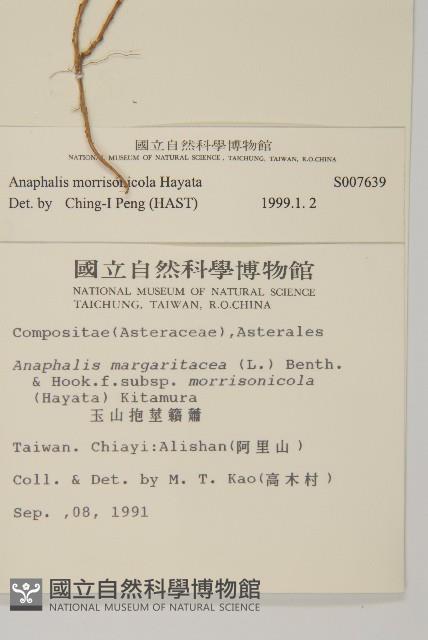 國立自然科學博物館
NATIONAL MUSEUM OF NATURAL SCIENCE, TAICHUNG, TAIWAN, R.O.CHINA
Anaphalis morrisonicola Hayata S007639
Det. by Ching-I Peng (HAST) 1999.1.2
國立自然科學博物館
NATIONAL MUSEUM OF NATURAL SCIENCE
TAICHUNG, TAIWAN, R.O.CHINA
Compositae(Asteraceae),Asterales
Anaphalis margaritacea (L.) Benth.
& Hook.f.subsp. morrisonicola
(Hayata) Kitamura
玉山抱莖籟蕭
Taiwan. Chiayi:Alishan(阿里山)
Coll. & Det. by M. T. Kao(高木村)
Sep. ,08, 1991
國立自然科學博物館
NATIONAL MUSEUM OF NATURAL SCIENCE